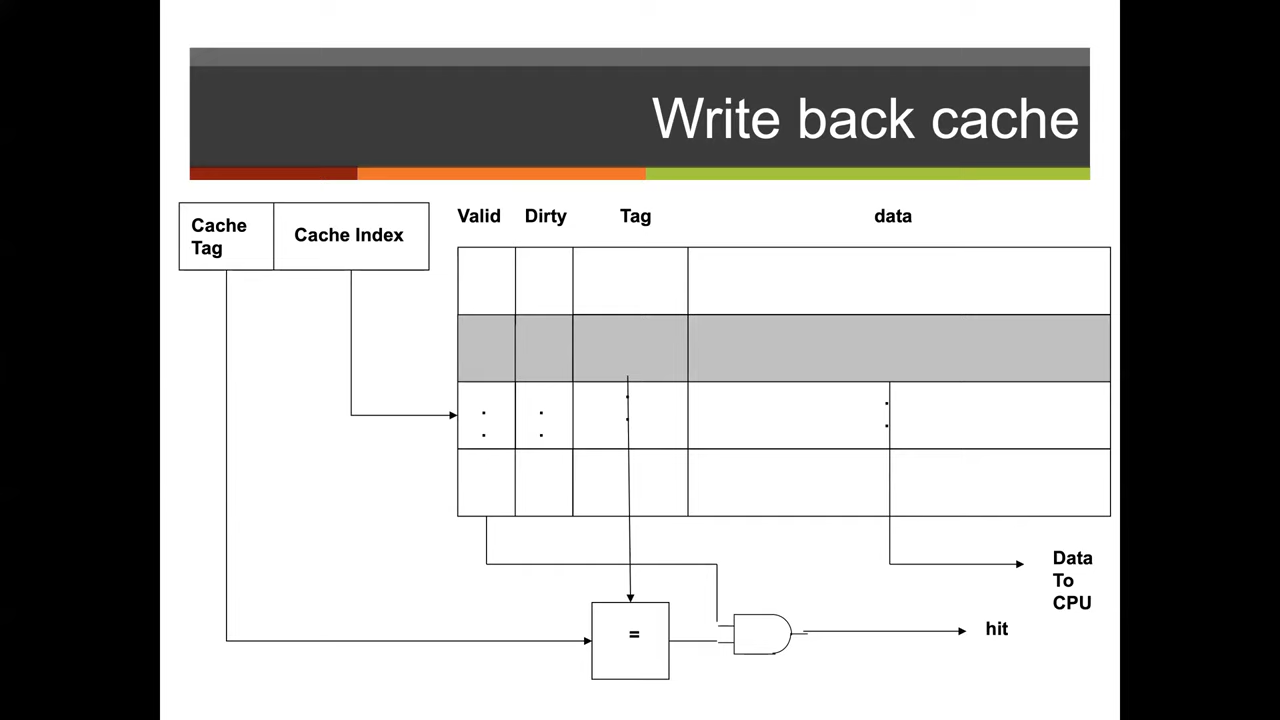 Write back cache
Cache
Tag
Cache Index
Valid
Dirty
Tag
data
:
:
:
:
=
Data
To
CPU
hit